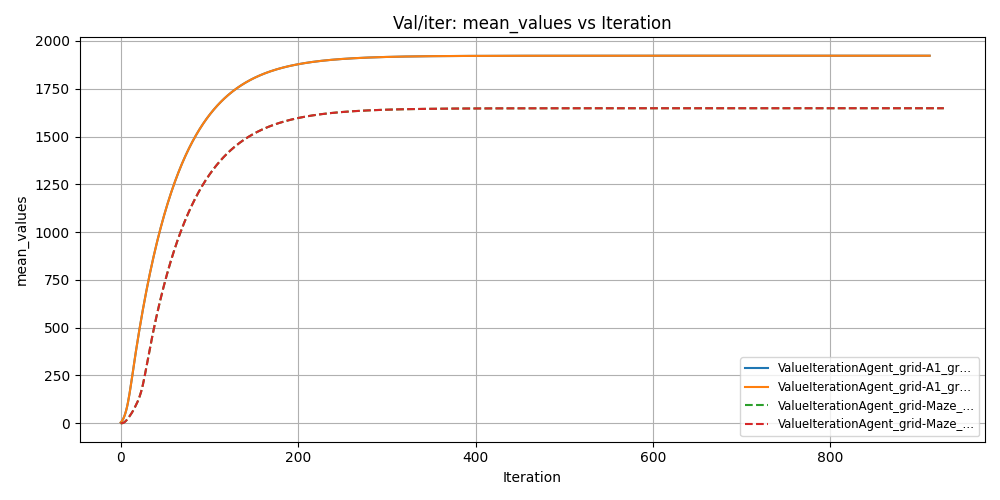 Val/iter: mean_values vs Iteration
mean_values
2000
1750
1500
1250
1000
750
500
250
0
0 200 400 600 800
Iteration
ValueIterationAgent_grid-A1_gr...
ValueIterationAgent_grid-A1_gr...
ValueIterationAgent_grid-Maze_...
ValueIterationAgent_grid-Maze_...